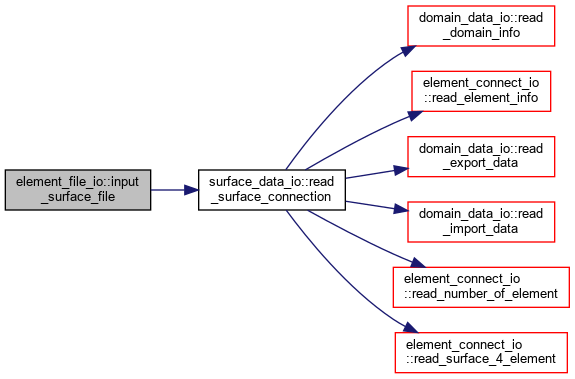 element_file_io::input
_surface_file
surface_data_io::read
_surface_connection
domain_data_io::read
_domain_info
element_connect_io
::read_element_info
domain_data_io::read
_export_data
domain_data_io::read
_import_data
element_connect_io
::read_number_of_element
element_connect_io
::read_surface_4_element